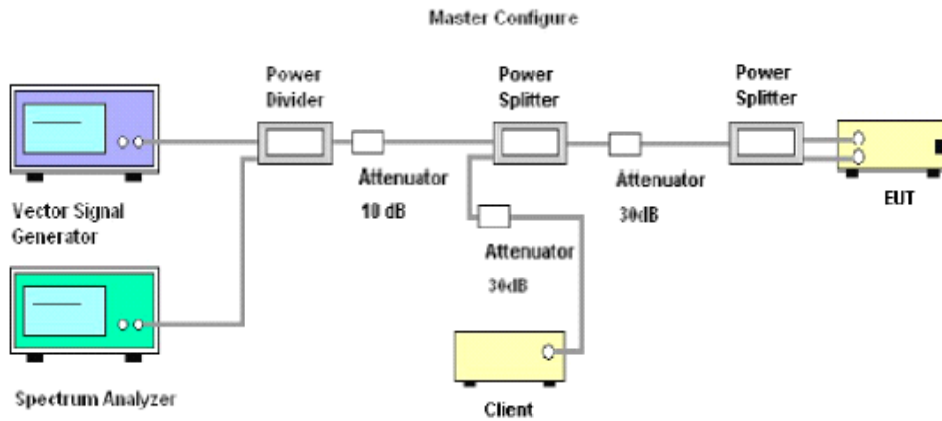 Master Configure
Power
Divider
Power
Splitter
Power
Splitter
Attenuator
10 dB
Attenuator
30dB
EUT
Vector Signal
Generator
Attenuator
30dB
Spectrum Analyzer
Client